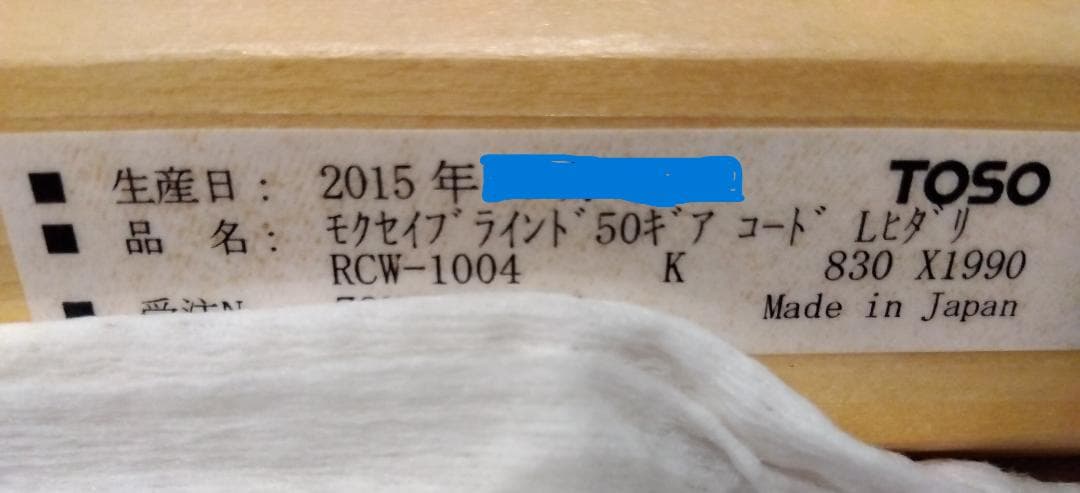 ■ 生産日： 2015 年
TOSO
■ 品 名： ﾓｸｾｲﾌﾞﾗｲﾝﾄﾞ50ｷﾞｱ ｺｰﾄﾞ Lﾋﾀﾞﾘ
RCW-1004 K 830 X1990
Made in Japan